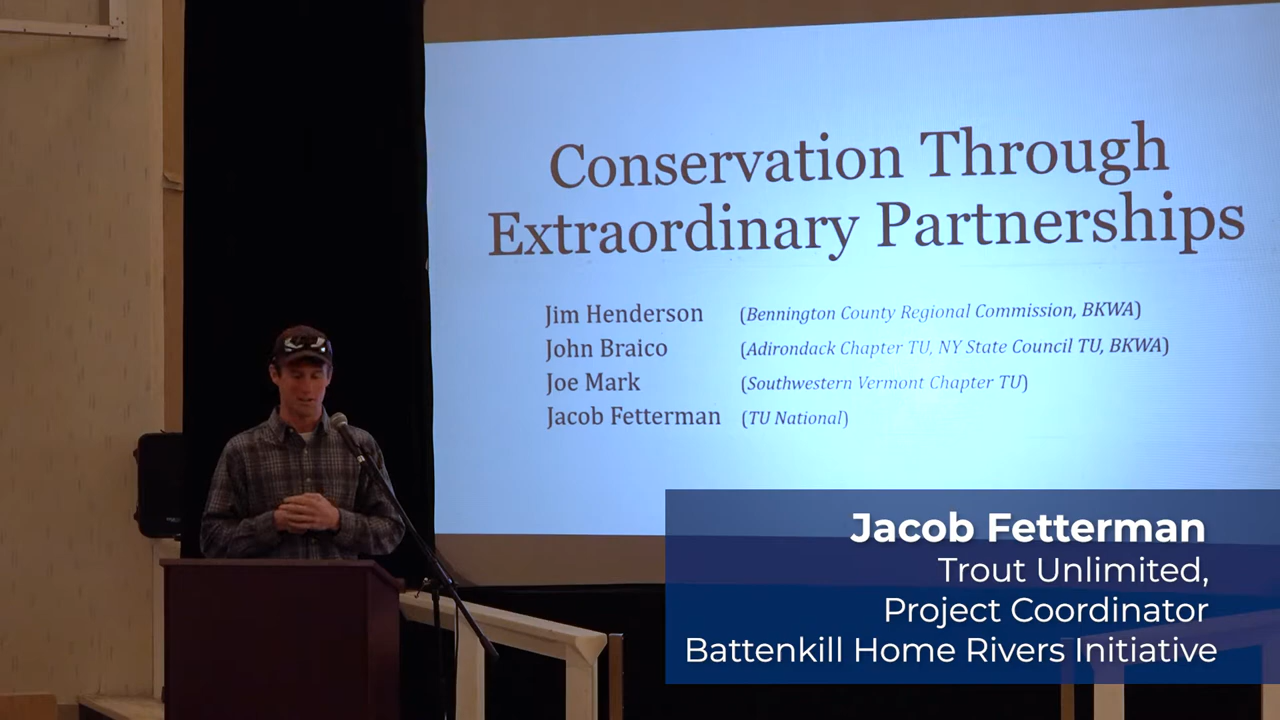 Conservation Through
Extraordinary Partnerships
Jim Henderson (Bennington County Regional Commission, BKWA)
John Braico (Adirondack Chapter TU, NY State Council TU, BKWA)
Joe Mark (Southwestern Vermont Chapter TU)
Jacob Fetterman (TU National)
Jacob Fetterman
Trout Unlimited,
Project Coordinator
Battenkill Home Rivers Initiative